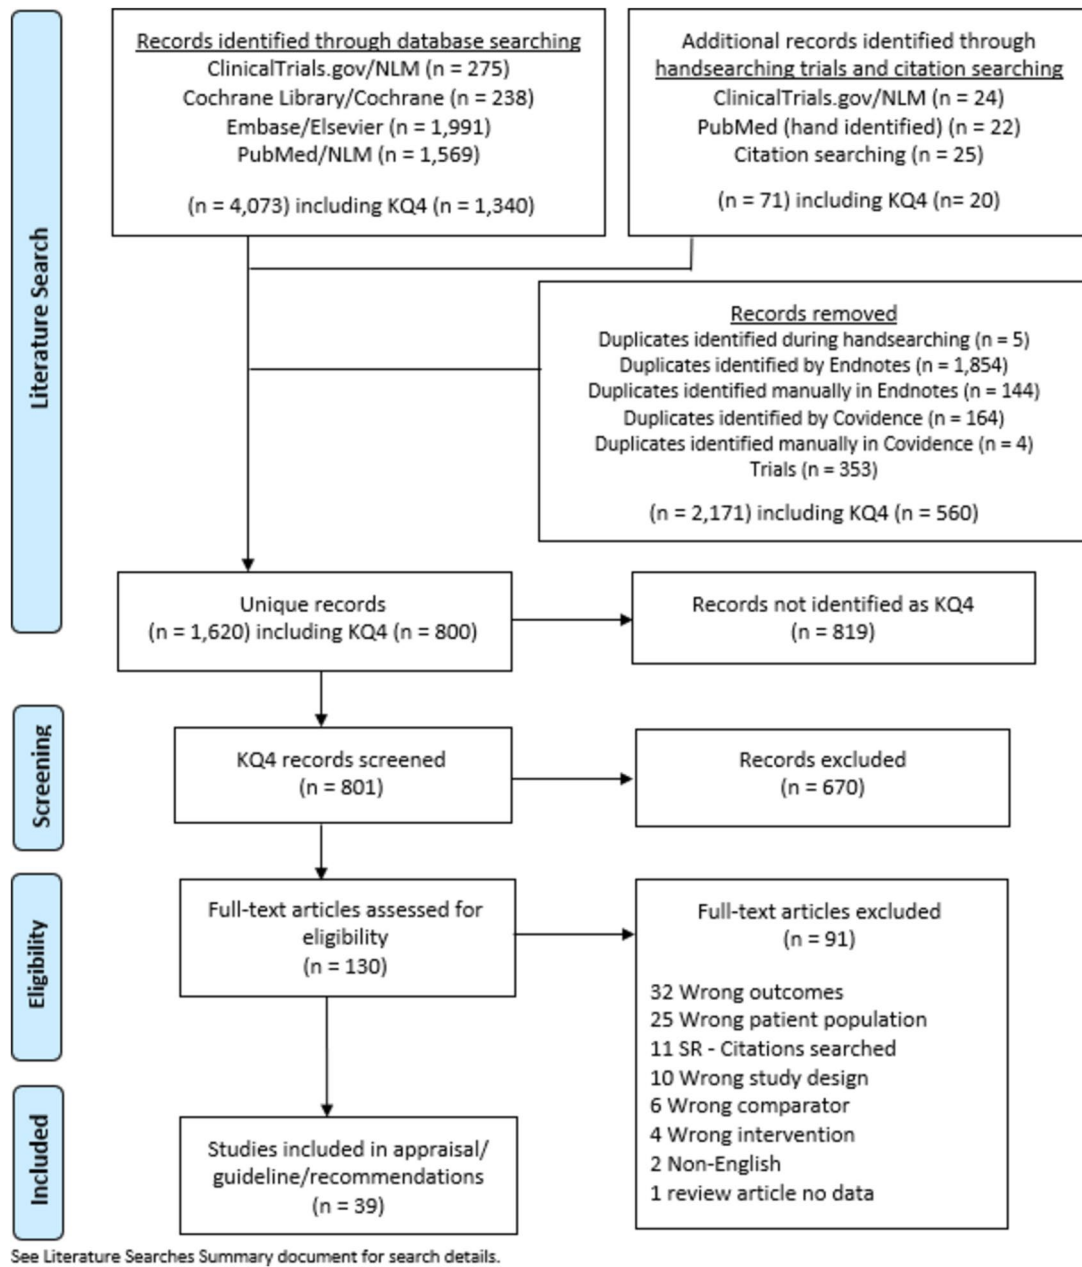 Literature Search
Records identified through database searching
ClinicalTrials.gov/NLM (n = 275)
Cochrane Library/Cochrane (n = 238)
Embase/Elsevier (n = 1,991)
PubMed/NLM (n = 1,569)
(n = 4,073) including KQ4 (n = 1,340)
Additional records identified through
handsearching trials and citation searching
ClinicalTrials.gov/NLM (n = 24)
PubMed (hand identified) (n = 22)
Citation searching (n = 25)
(n = 71) including KQ4 (n= 20)
Records removed
Duplicates identified during handsearching (n = 5)
Duplicates identified by Endnotes (n = 1,854)
Duplicates identified manually in Endnotes (n = 144)
Duplicates identified by Covidence (n = 164)
Duplicates identified manually in Covidence (n = 4)
Trials (n = 353)
(n = 2,171) including KQ4 (n = 560)
Unique records
(n = 1,620) including KQ4 (n = 800)
Records not identified as KQ4
(n = 819)
Screening
KQ4 records screened
(n = 801)
Records excluded
(n = 670)
Eligibility
Full-text articles assessed for
eligibility
(n = 130)
Full-text articles excluded
(n = 91)
32 Wrong outcomes
25 Wrong patient population
11 SR - Citations searched
10 Wrong study design
6 Wrong comparator
4 Wrong intervention
2 Non-English
1 review article no data
Included
Studies included in appraisal/
guideline/recommendations
(n = 39)
See Literature Searches Summary document for search details.